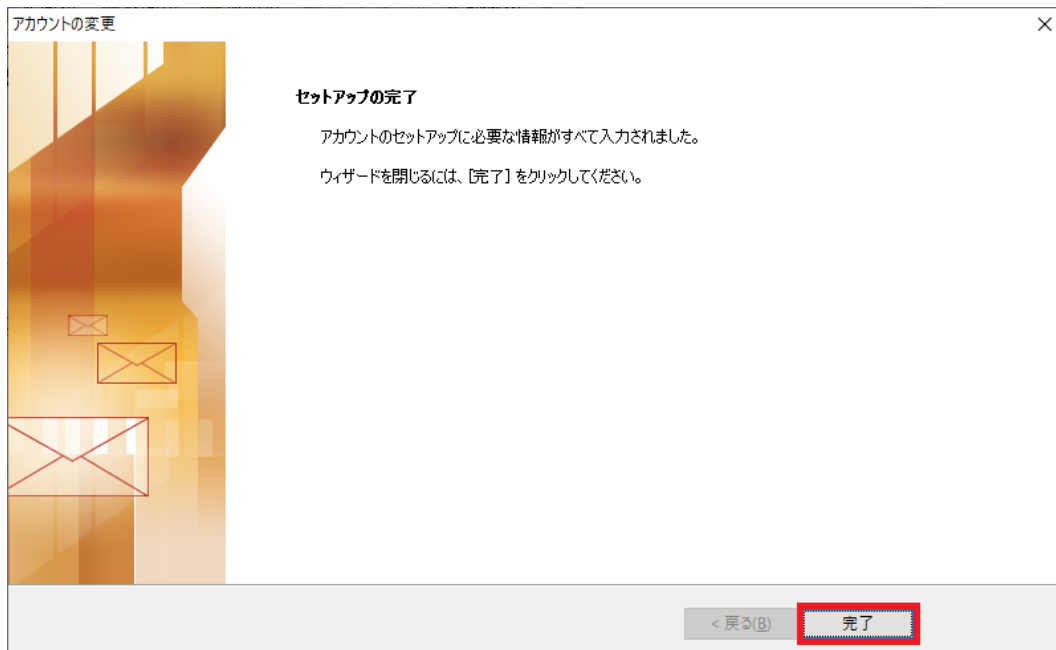 アカウントの変更
セットアップの完了
アカウントのセットアップに必要な情報がすべて入力されました。
ウィザードを閉じるには、[完了] をクリックしてください。
< 戻る(B)
完了